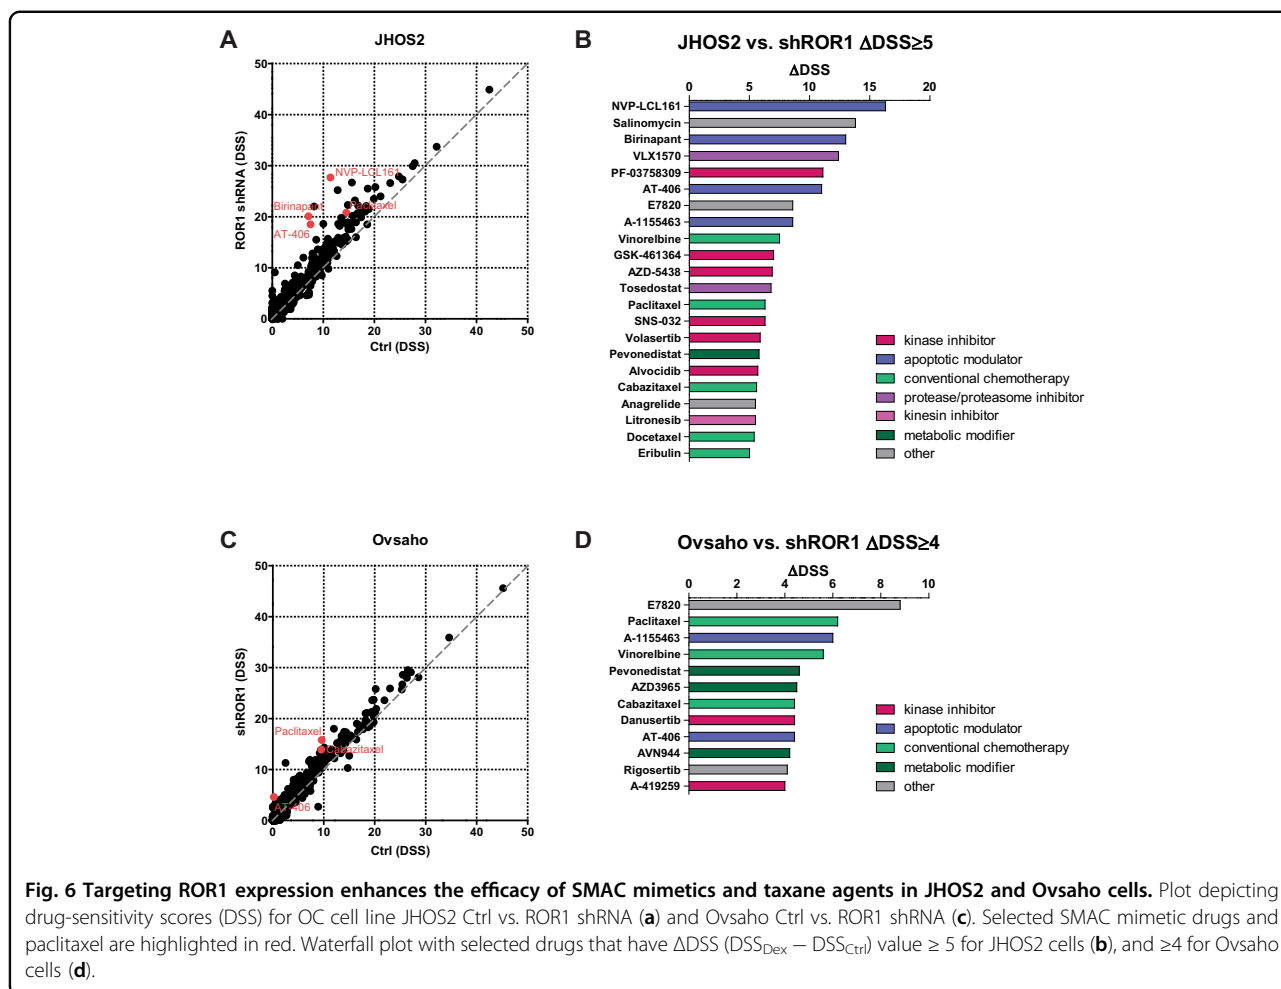 A
JHOS2
ROR1 shRNA (DSS)
50
40
30
20
10
0
NVP-LCL161
Birinapant
Paclitaxel
AT-406
0 10 20 30 40 50
Ctrl (DSS)
B
JHOS2 vs. shROR1 ΔDSS≥5
ΔDSS
0 5 10 15 20
NVP-LCL161
Salinomycin
Birinapant
VLX1570
PF-03758309
AT-406
E7820
A-1155463
Vinorelbine
GSK-461364
AZD-5438
Tosedostat
Paclitaxel
SNS-032
Volasertib
Pevonedistat
Alvocidib
Cabazitaxel
Anagrelide
Litronesib
Docetaxel
Eribulin
kinase inhibitor
apoptotic modulator
conventional chemotherapy
protease/proteasome inhibitor
kinesin inhibitor
metabolic modifier
other
C
Ovsaho
shROR1 (DSS)
50
40
30
20
10
0
Paclitaxel
Cabazitaxel
AT-406
0 10 20 30 40 50
Ctrl (DSS)
D
Ovsaho vs. shROR1 ΔDSS≥4
ΔDSS
0 2 4 6 8 10
E7820
Paclitaxel
A-1155463
Vinorelbine
Pevonedistat
AZD3965
Cabazitaxel
Danusertib
AT-406
AVN944
Rigosertib
A-419259
kinase inhibitor
apoptotic modulator
conventional chemotherapy
metabolic modifier
other
Fig. 6 Targeting ROR1 expression enhances the efficacy of SMAC mimetics and taxane agents in JHOS2 and Ovsaho cells. Plot depicting
drug-sensitivity scores (DSS) for OC cell line JHOS2 Ctrl vs. ROR1 shRNA (a) and Ovsaho Ctrl vs. ROR1 shRNA (c). Selected SMAC mimetic drugs and
paclitaxel are highlighted in red. Waterfall plot with selected drugs that have ΔDSS (DSSDex − DSSCtrl) value ≥ 5 for JHOS2 cells (b), and ≥4 for Ovsaho
cells (d).